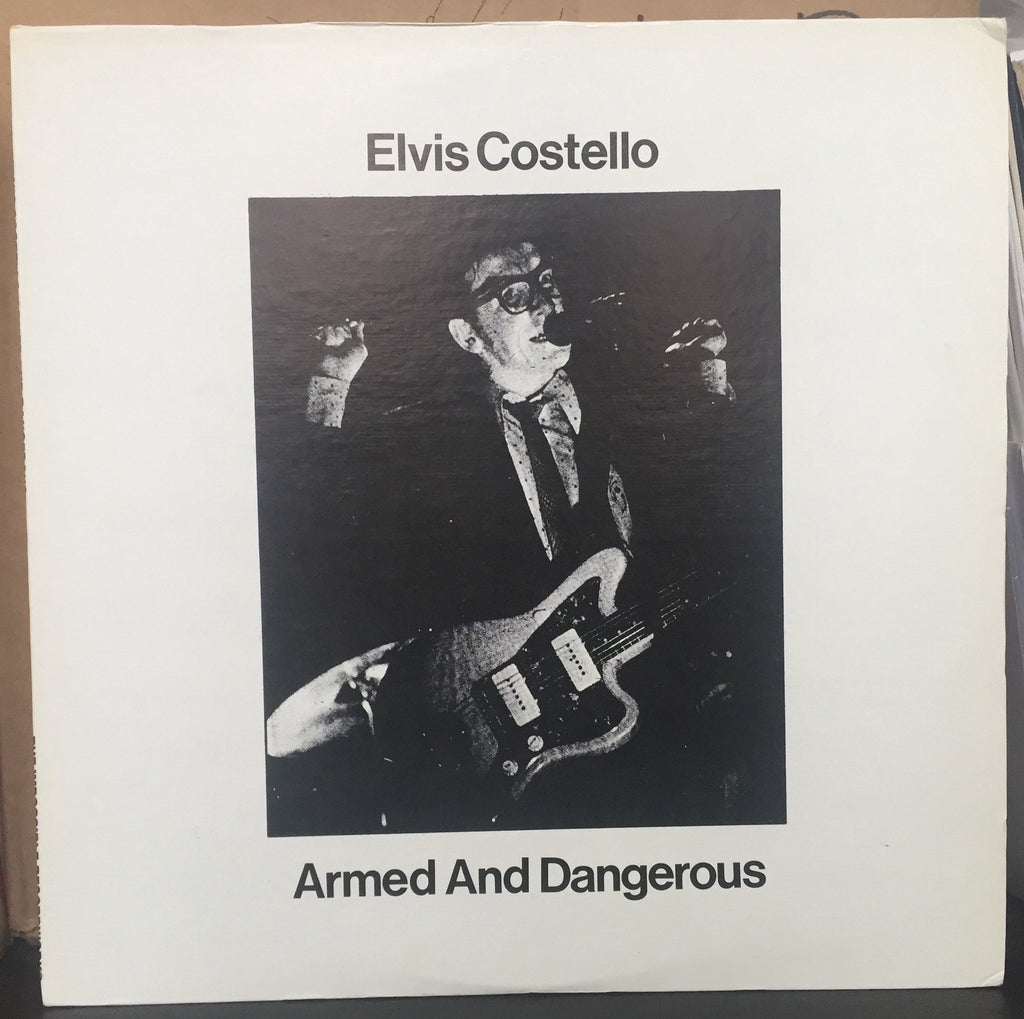 Elvis Costello
Armed And Dangerous